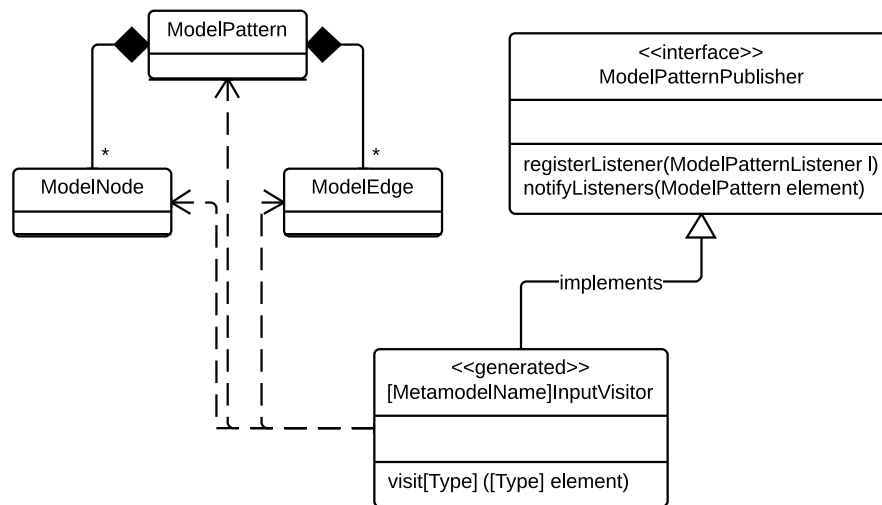 ModelPattern
<<interface>>
ModelPatternPublisher
*
*
registerListener(ModelPatternListener l)
notifyListeners(ModelPattern element)
ModelNode
ModelEdge
implements
<<generated>>
[MetamodelName]InputVisitor
visit[Type] ([Type] element)